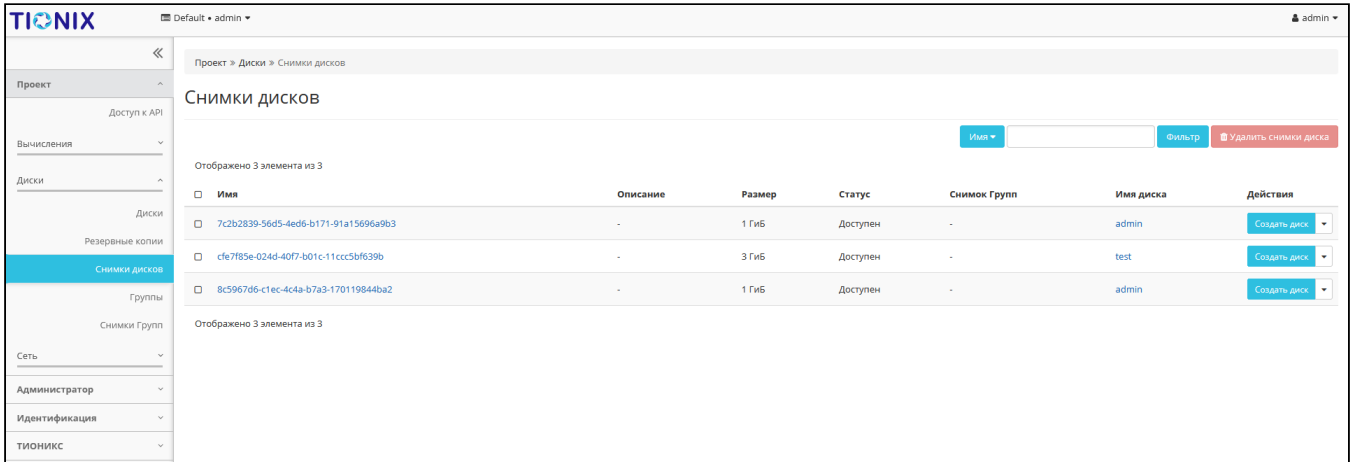 TIONIX
Default • admin
admin
Проект » Диски » Снимки дисков
Проект
Доступ к API
Вычисления
Диски
Диски
Резервные копии
Снимки дисков
Группы
Снимки Групп
Сеть
Администратор
Идентификация
ТИОНИКС
Снимки дисков
Имя
Фильтр
Удалить снимки диска
Отображено 3 элемента из 3
Имя Описание Размер Статус Снимок Групп Имя диска Действия
7c2b2839-56d5-4ed6-b171-91a15696a9b3 - 1 ГиБ Доступен - admin Создать диск
cfe7f85e-024d-40f7-b01c-11ccc5bf639b - 3 ГиБ Доступен - test Создать диск
8c5967d6-c1ec-4c4a-b7a3-170119844ba2 - 1 ГиБ Доступен - admin Создать диск
Отображено 3 элемента из 3